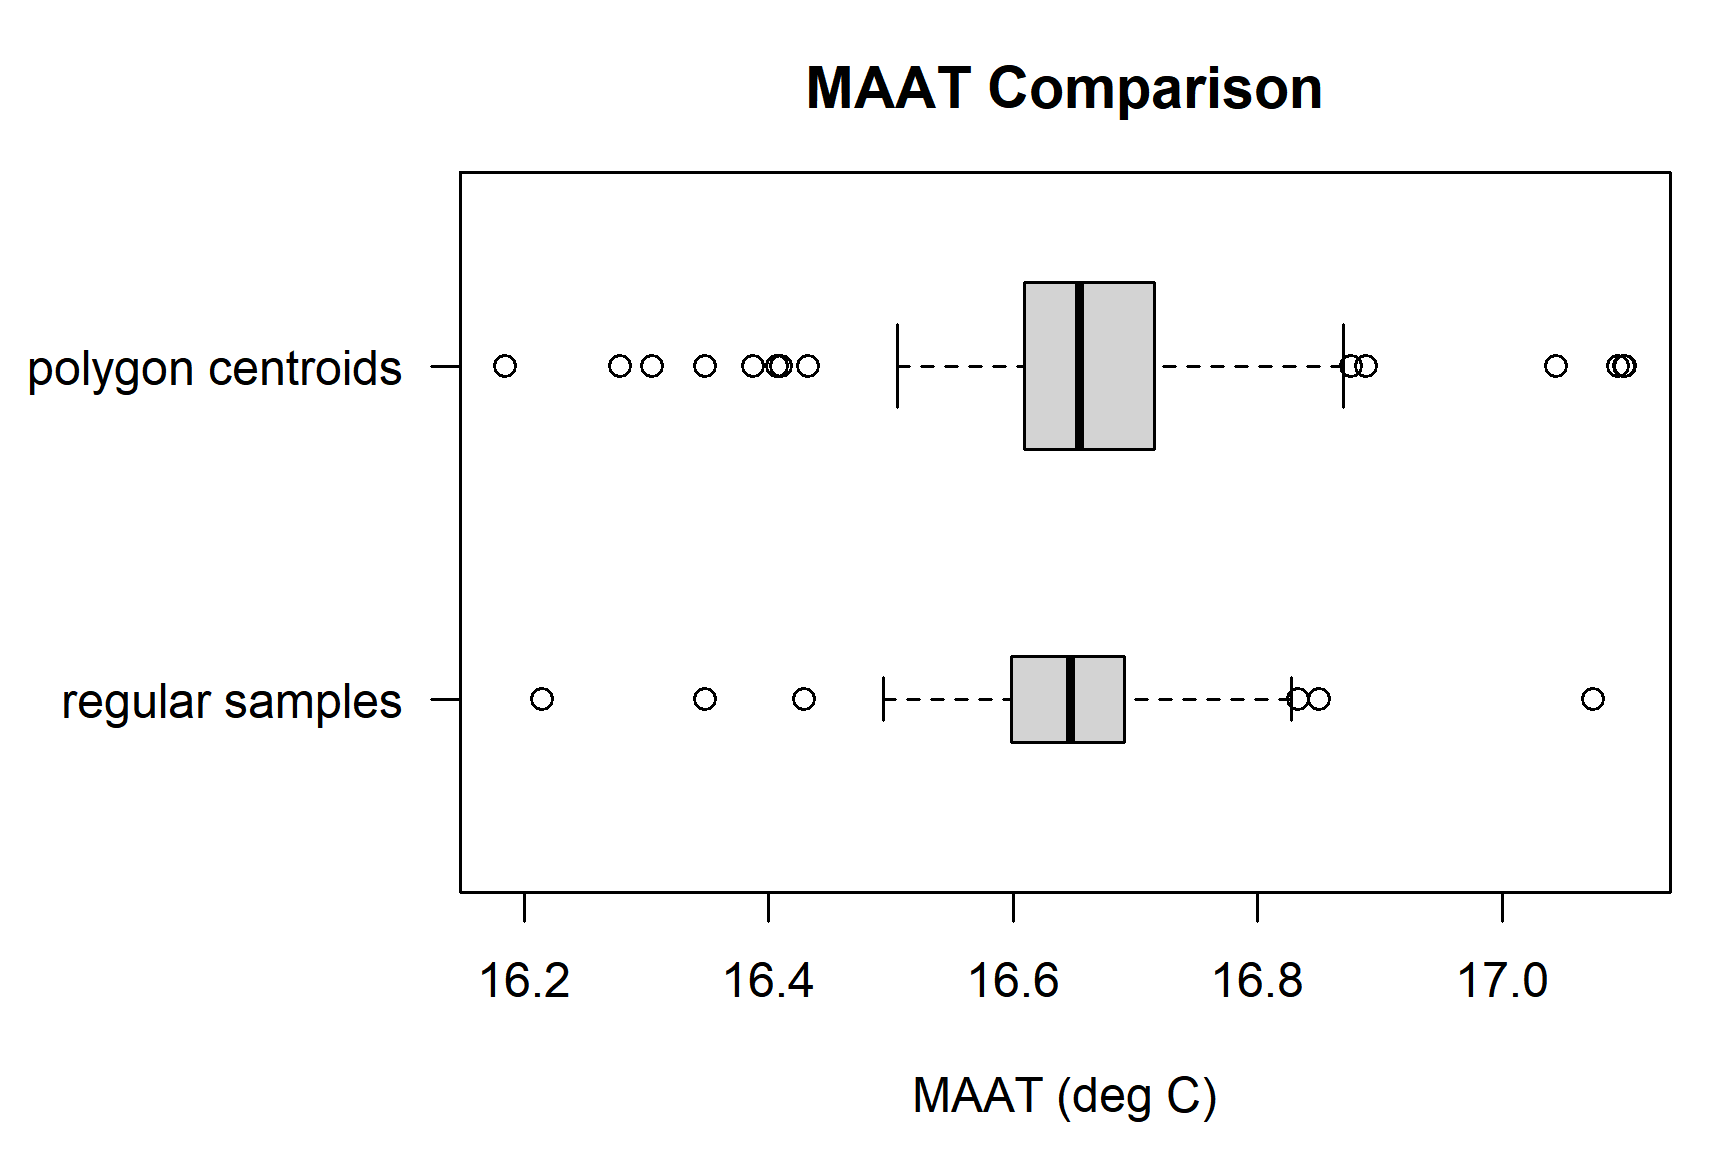 MAAT Comparison
polygon centroids
regular samples
16.2 16.4 16.6 16.8 17.0
MAAT (deg C)